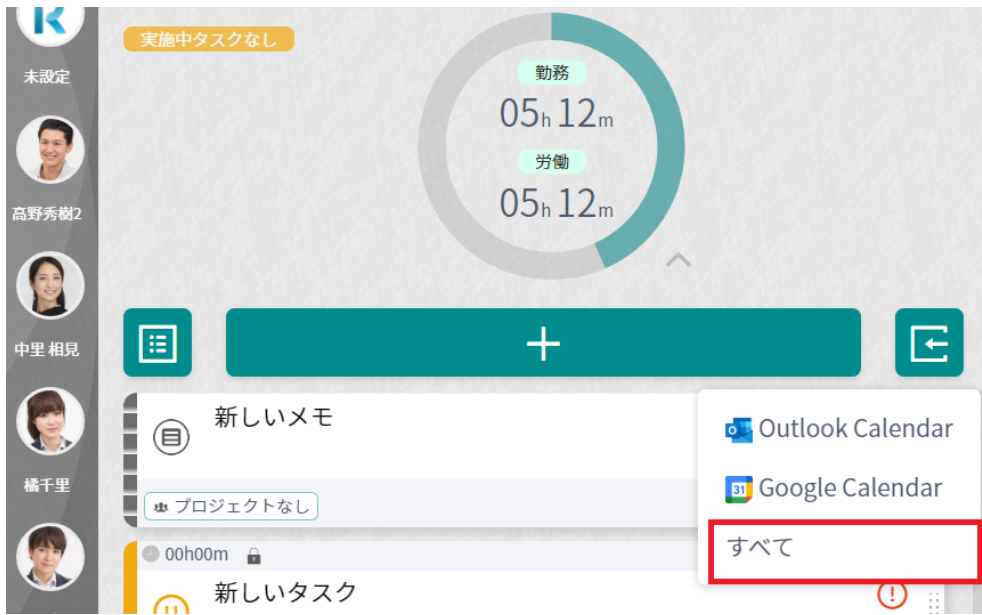 未設定
高野秀樹2
中里 相見
橘千里
実施中タスクなし
勤務
05h 12m
労働
05h 12m
新しいメモ
プロジェクトなし
Outlook Calendar
31 Google Calendar
すべて
00h00m
新しいタスク